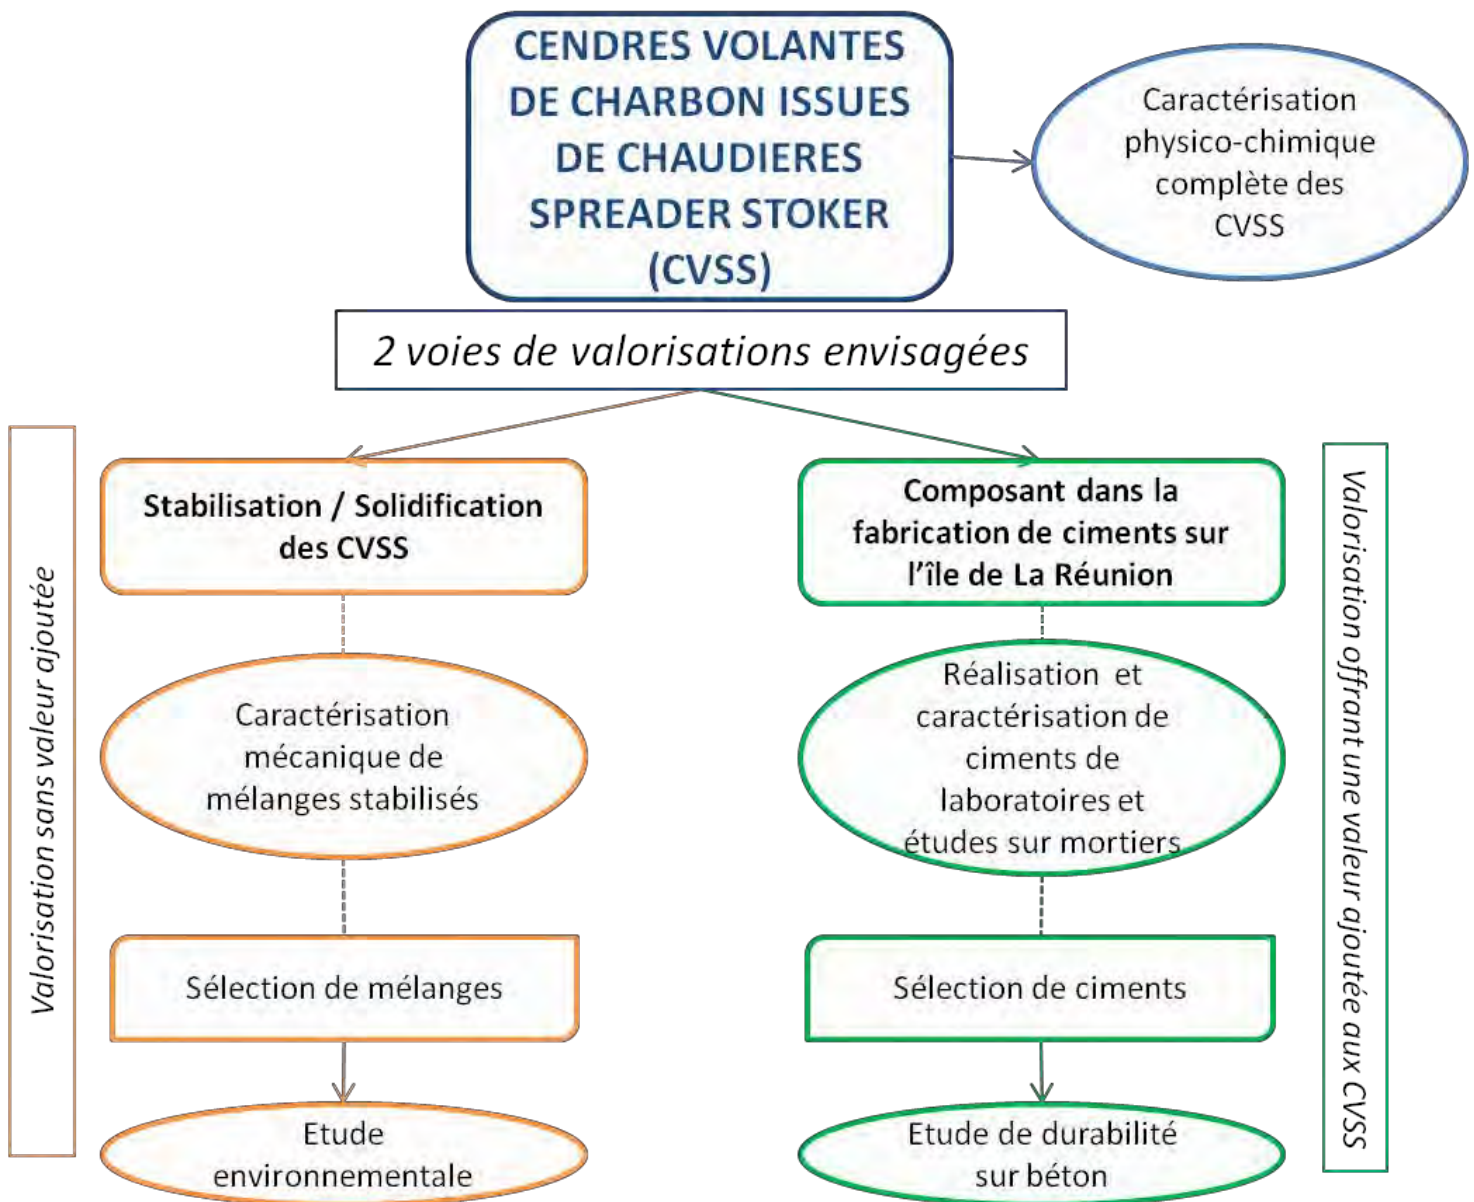 CENDRES VOLANTES
DE CHARBON ISSUES
DE CHAUDIERES
SPREADER STOKER
(CVSS)
Caractérisation
physico-chimique
complète des
CVSS
2 voies de valorisations envisagées
Valorisation sans valeur ajoutée
Stabilisation / Solidification
des CVSS
Caractérisation
mécanique de
mélanges stabilisés
Sélection de mélanges
Etude
environnementale
Composant dans la
fabrication de ciments sur
l'île de La Réunion
Réalisation et
caractérisation de
ciments de
laboratoires et
études sur mortiers
Sélection de ciments
Etude de durabilité
sur béton
Valorisation offrant une valeur ajoutée aux CVSS